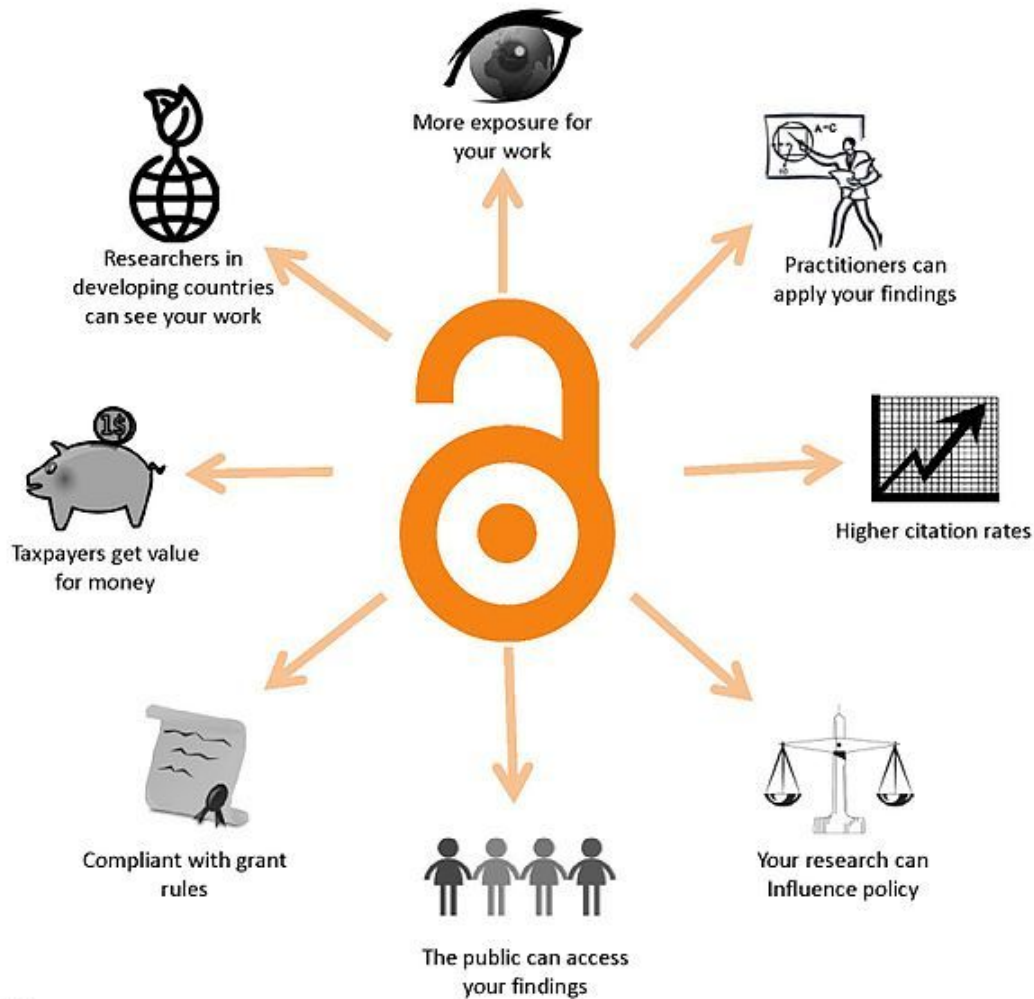 More exposure for
your work
A=C
Practitioners can
apply your findings
Higher citation rates
Your research can
Influence policy
The public can access
your findings
Compliant with grant
rules
1$
Taxpayers get value
for money
Researchers in
developing countries
can see your work